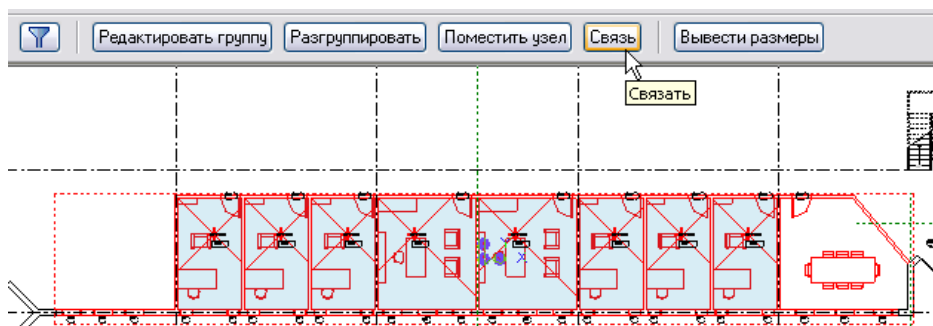 Редактировать группу Разгруппировать Поместить узел Связь Вывести размеры
Связать